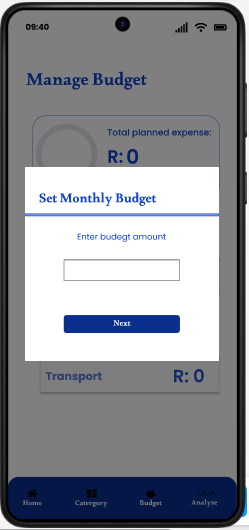 09:40
Manage Budget
Total planned expense:
R: 0
Set Monthly Budget
Enter budegt amount
Next
Transport
R: 0
Home
Catergory
Budget
Analyze